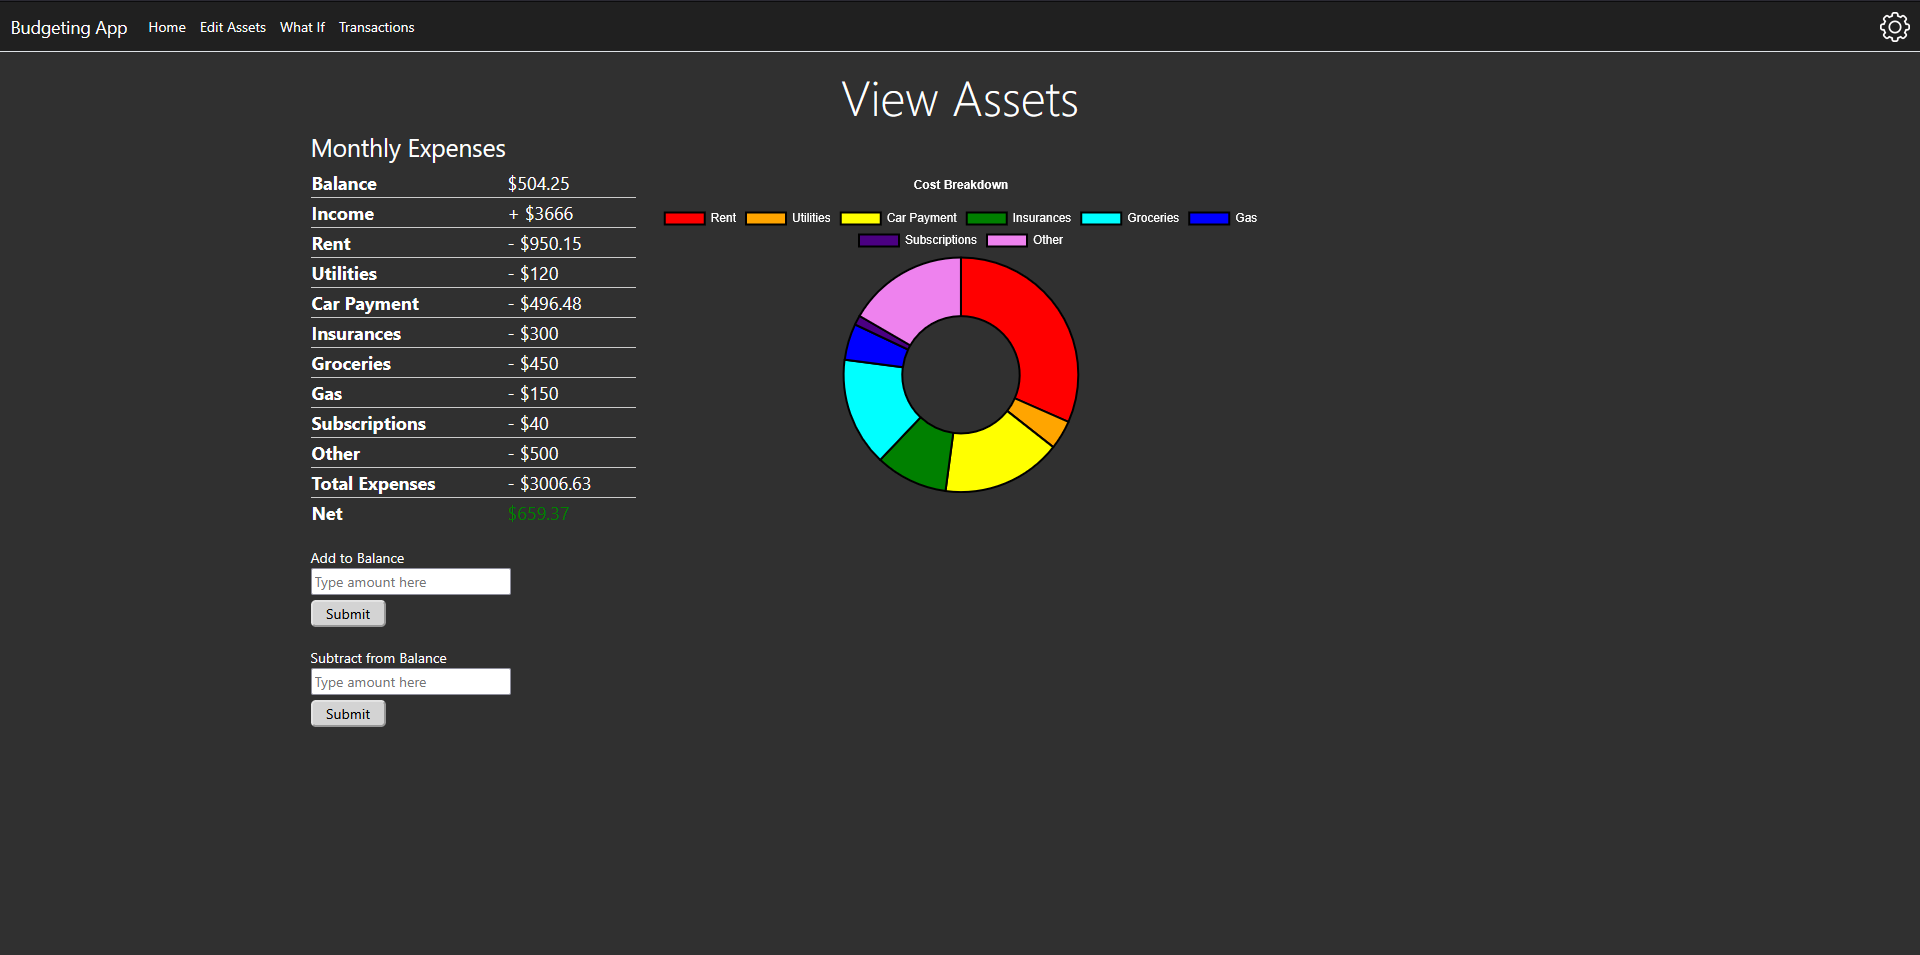 Budgeting App Home Edit Assets What If Transactions
View Assets
Monthly Expenses
Balance $504.25
Income + $3666
Rent - $950.15
Utilities - $120
Car Payment - $496.48
Insurances - $300
Groceries - $450
Gas - $150
Subscriptions - $40
Other - $500
Total Expenses - $3006.63
Net $659.37
Cost Breakdown
Rent Utilities Car Payment Insurances Groceries Gas
Subscriptions Other
Add to Balance
Type amount here
Submit
Subtract from Balance
Type amount here
Submit